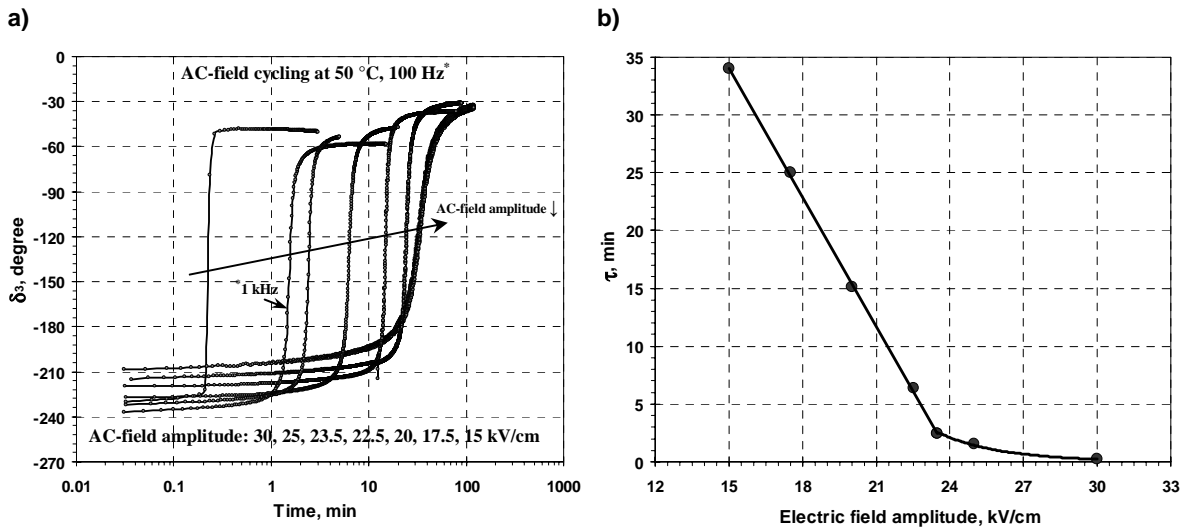 a)
0
-30
-60
-90
-120
-150
-180
-210
-240
-270
δ3, degree
AC-field cycling at 50 °C, 100 Hz*
AC-field amplitude ↓
1 kHz
AC-field amplitude: 30, 25, 23.5, 22.5, 20, 17.5, 15 kV/cm
0.01 0.1 1 10 100 1000
Time, min
b)
35
30
25
20
15
10
5
0
τ, min
12 15 18 21 24 27 30 33
Electric field amplitude, kV/cm